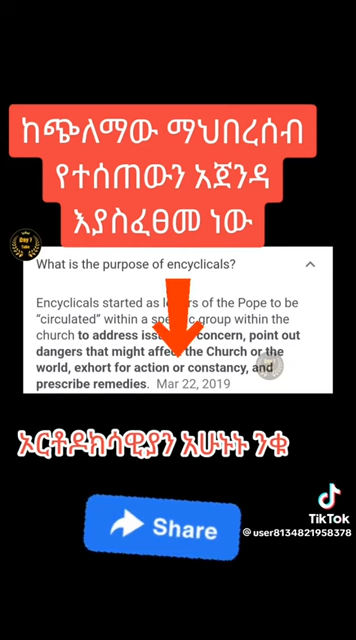 ከጭለማው ማህበረሰብ
የተሰጠውን አጀንዳ
እያስፈፀመ ነው
Day 7
Tube
What is the purpose of encyclicals?
Encyclicals started as letters of the Pope to be
“circulated” within a specific group within the
church to address issues of concern, point out
dangers that might affect the Church or the
world, exhort for action or constancy, and
prescribe remedies. Mar 22, 2019
ኦርቶዶክሳዊያን አሁኑኑ ንቁ
Share
TikTok
@user8134821958378